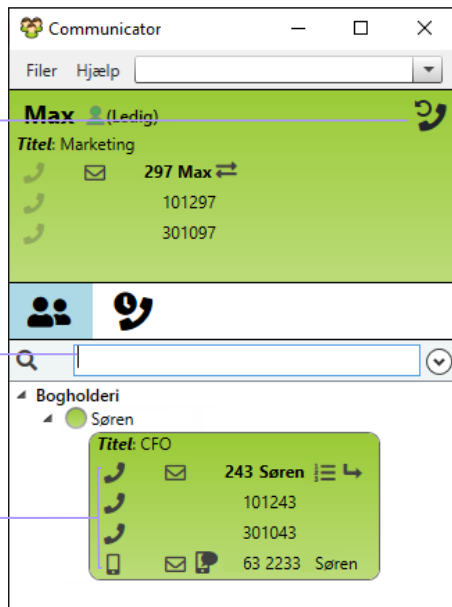 Communicator
Filer Hjælp
Max (Ledig)
Titel: Marketing
297 Max
101297
301097
Bogholderi
Søren
Titel: CFO
243 Søren
101243
301043
63 2233 Søren